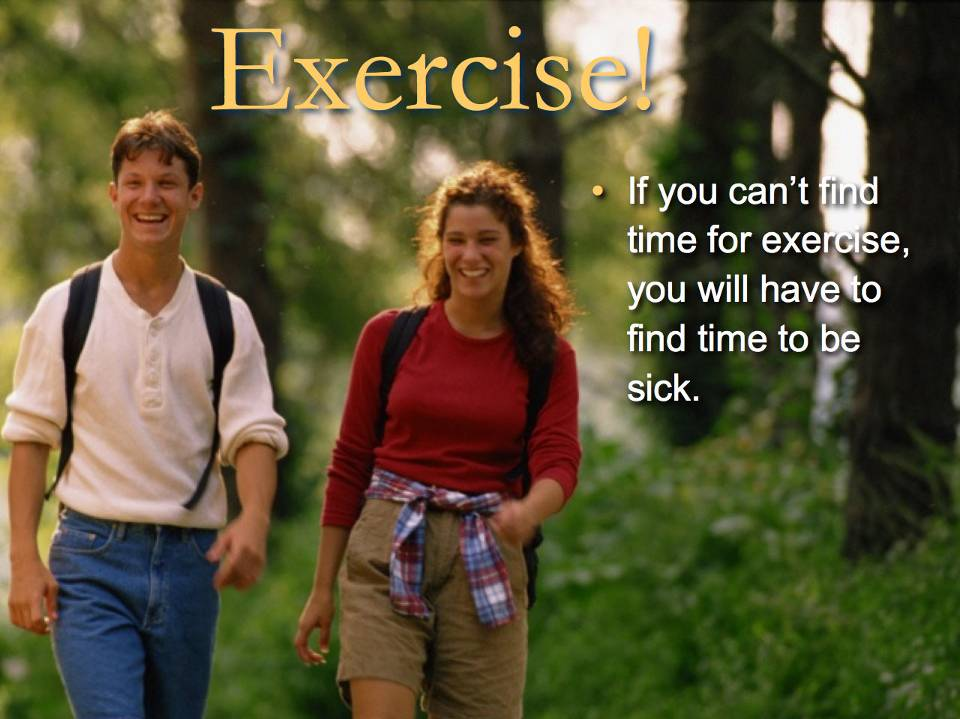 Exercise!
• If you can’t find
time for exercise,
you will have to
find time to be
sick.